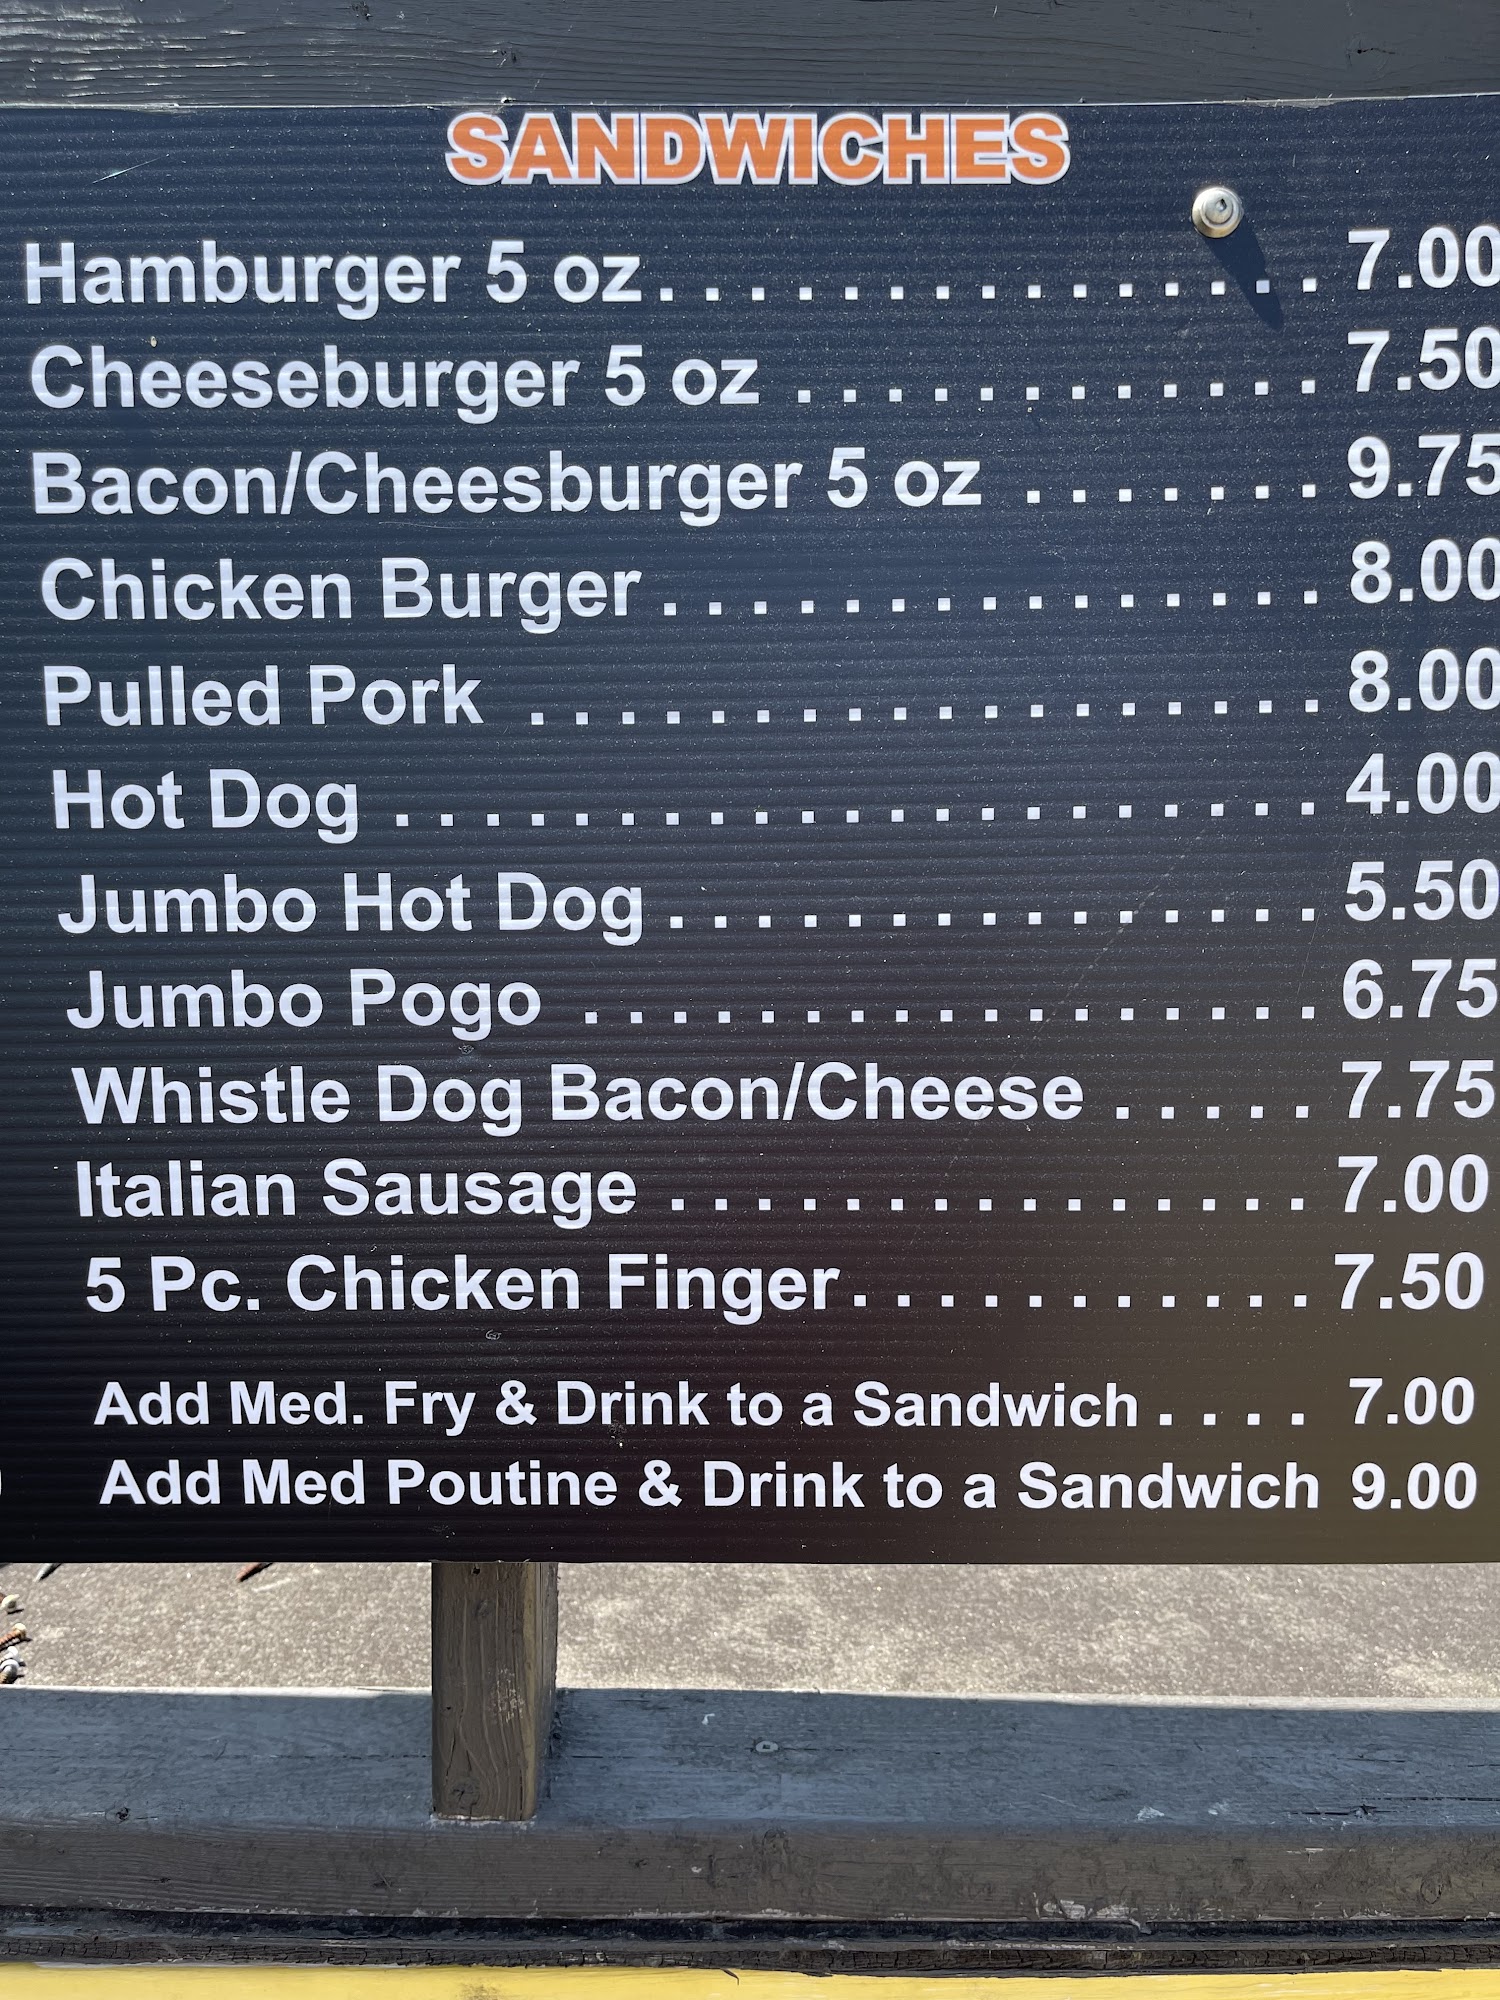 SANDWICHES
Hamburger 5 oz. . . . . . . . . . . . . . . 7.00
Cheeseburger 5 oz . . . . . . . . . . . . 7.50
Bacon/Cheesburger 5 oz . . . . . . . 9.75
Chicken Burger . . . . . . . . . . . . . . . 8.00
Pulled Pork . . . . . . . . . . . . . . . . . . 8.00
Hot Dog . . . . . . . . . . . . . . . . . . . . . 4.00
Jumbo Hot Dog . . . . . . . . . . . . . . . 5.50
Jumbo Pogo . . . . . . . . . . . . . . . . . 6.75
Whistle Dog Bacon/Cheese . . . . . 7.75
Italian Sausage . . . . . . . . . . . . . . . 7.00
5 Pc. Chicken Finger . . . . . . . . . . . 7.50
Add Med. Fry & Drink to a Sandwich . . . . 7.00
Add Med Poutine & Drink to a Sandwich 9.00